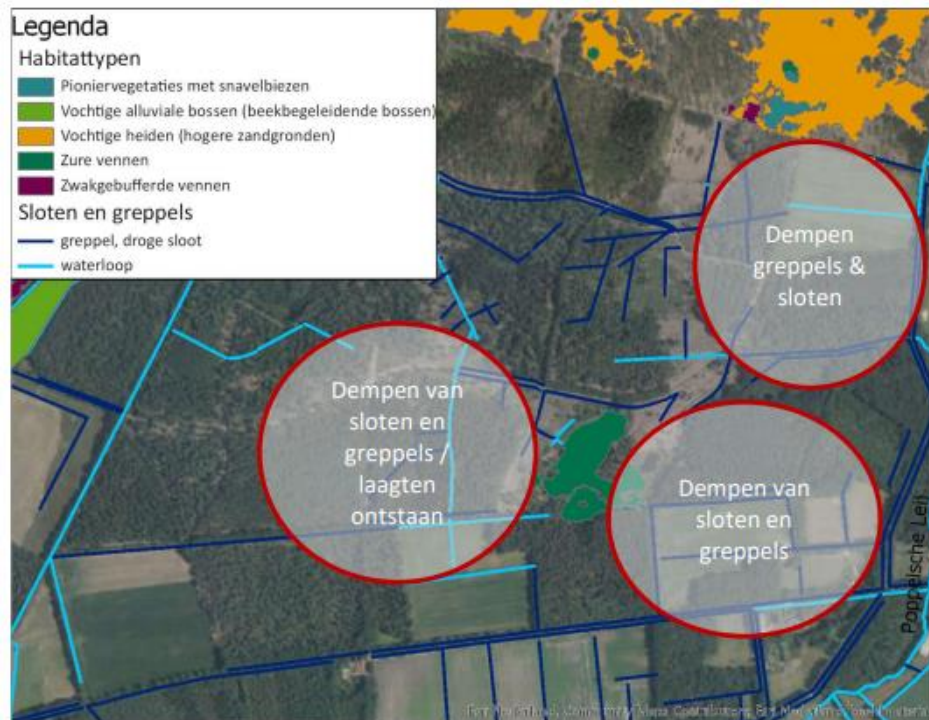 Legenda
Habitattypen
Pioniervegetaties met snavelbiezen
Vochtige alluviale bossen (beekbegeleidende bossen)
Vochtige heiden (hogere zandgronden)
Zure vennen
Zwakgebufferde vennen
Sloten en greppels
greppel, droge sloot
waterloop
Dempen
greppels &
sloten
Dempen van
sloten en
greppels /
laagten
ontstaan
Dempen van
sloten en
greppels
Poppelsche Leij